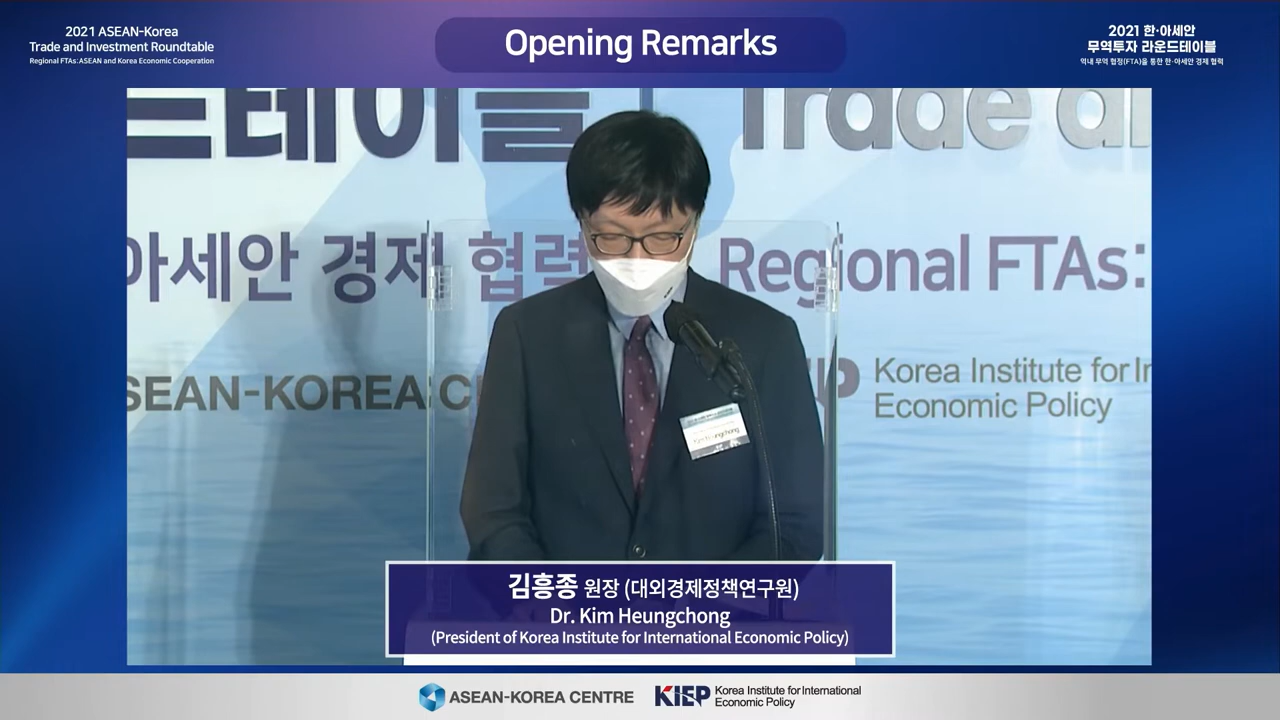 2021 ASEAN-Korea
Trade and Investment Roundtable
Regional FTAs: ASEAN and Korea Economic Cooperation
Opening Remarks
2021 한·아세안
무역투자 라운드테이블
역내 무역 협정(FTA)을 통한 한·아세안 경제 협력
드테이블
Trade a
아세안 경제 협력
Regional FTAs:
SEAN-KOREA C
Korea Institute for I
Economic Policy
김흥종 원장 (대외경제정책연구원)
Dr. Kim Heungchong
(President of Korea Institute for International Economic Policy)
ASEAN-KOREA CENTRE
KIEP
Korea Institute for International
Economic Policy